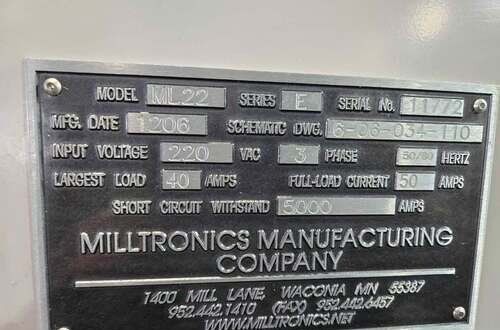 MODEL ML22 SERIES E SERIAL No. 11772
MFG. DATE 1206 SCHEMATIC DWG. 6-06-034-110
INPUT VOLTAGE 220 VAC 3 PHASE 50/60 HERTZ
LARGEST LOAD 40 AMPS FULL-LOAD CURRENT 50 AMPS
SHORT CIRCUIT WITHSTAND 5000 AMPS
MILLTRONICS MANUFACTURING
COMPANY
1400 MILL LANE, WACONIA MN 55387
952.442.1410 (FAX) 952.442.6457
WWW.MILLTRONICS.NET